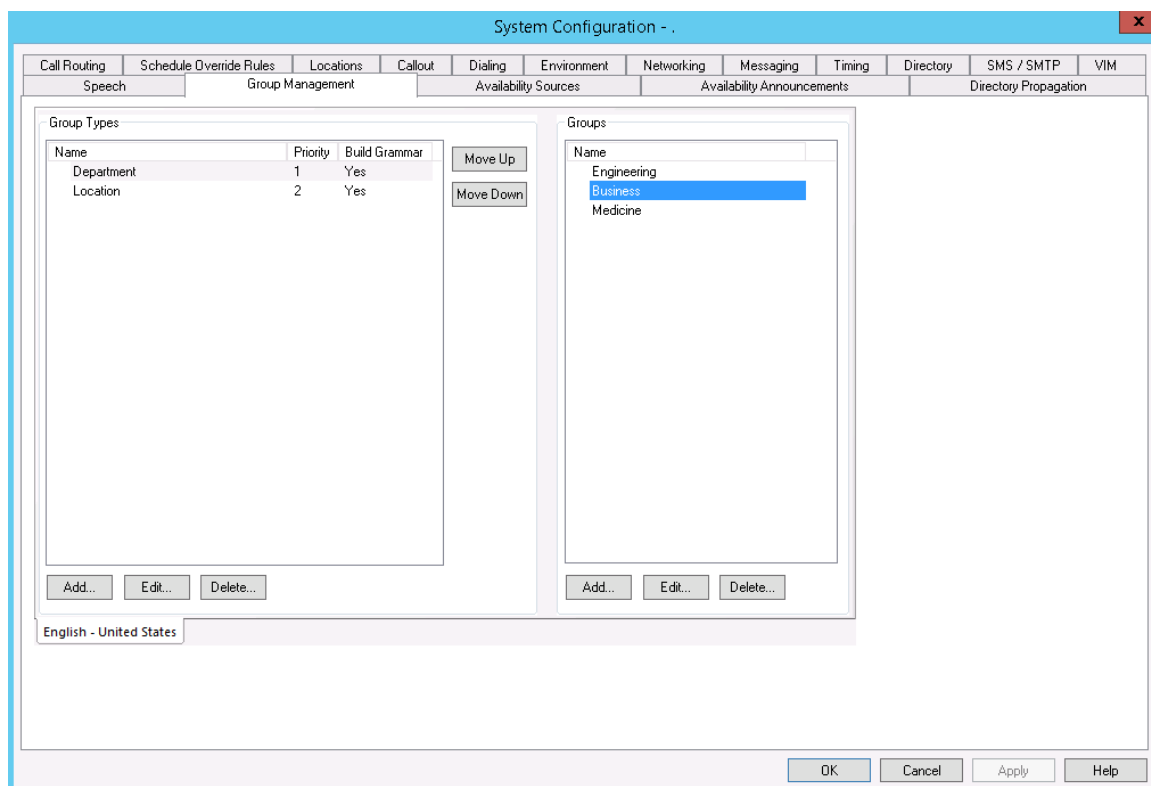 System Configuration - .
x
Call Routing Schedule Override Rules Locations Callout Dialing Environment Networking Messaging Timing Directory SMS / SMTP VIM
Speech Group Management Availability Sources Availability Announcements Directory Propagation
Group Types
Name Priority Build Grammar
Department 1 Yes
Location 2 Yes
Move Up
Move Down
Add... Edit... Delete...
Groups
Name
Engineering
Business
Medicine
Add... Edit... Delete...
English - United States
OK Cancel Apply Help